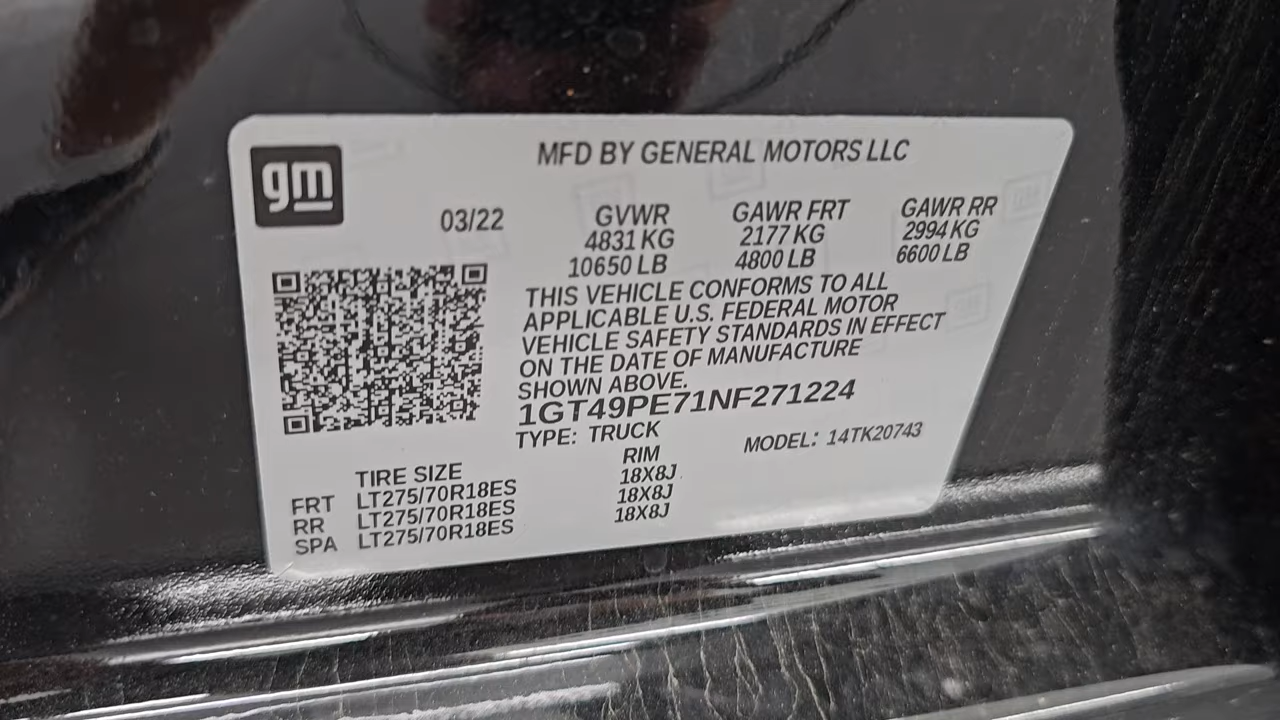 gm
MFD BY GENERAL MOTORS LLC
03/22
GVWR GAWR FRT GAWR RR
4831 KG 2177 KG 2994 KG
10650 LB 4800 LB 6600 LB
THIS VEHICLE CONFORMS TO ALL
APPLICABLE U.S. FEDERAL MOTOR
VEHICLE SAFETY STANDARDS IN EFFECT
ON THE DATE OF MANUFACTURE
SHOWN ABOVE.
1GT49PE71NF271224
TYPE: TRUCK MODEL: 14TK20743
TIRE SIZE RIM
FRT LT275/70R18ES 18X8J
RR LT275/70R18ES 18X8J
SPA LT275/70R18ES 18X8J